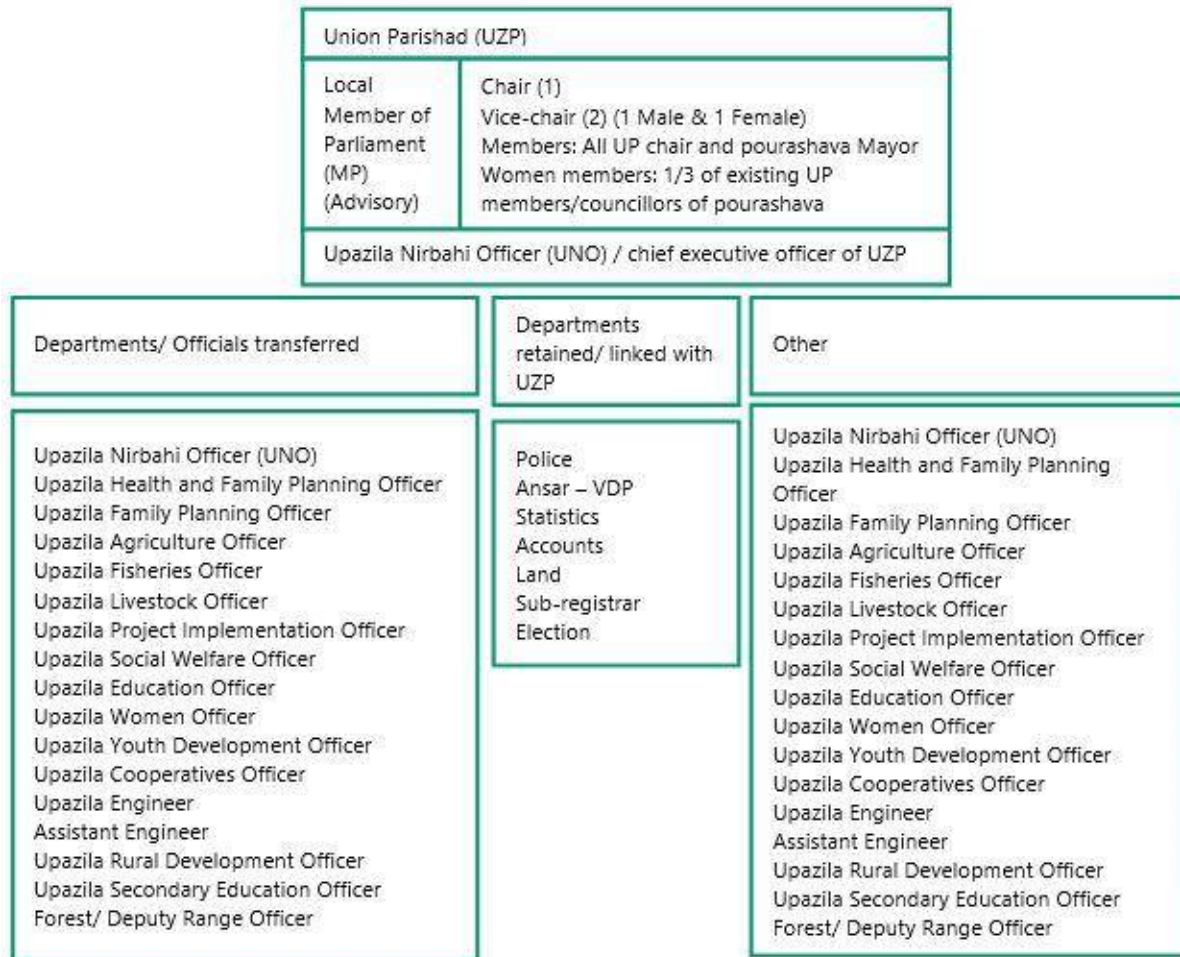 Union Parishad (UZP)
Local
Member of
Parliament
(MP)
(Advisory)
Chair (1)
Vice-chair (2) (1 Male & 1 Female)
Members: All UP chair and pourashava Mayor
Women members: 1/3 of existing UP
members/councillors of pourashava
Upazila Nirbahi Officer (UNO) / chief executive officer of UZP
Departments/ Officials transferred
Upazila Nirbahi Officer (UNO)
Upazila Health and Family Planning Officer
Upazila Family Planning Officer
Upazila Agriculture Officer
Upazila Fisheries Officer
Upazila Livestock Officer
Upazila Project Implementation Officer
Upazila Social Welfare Officer
Upazila Education Officer
Upazila Women Officer
Upazila Youth Development Officer
Upazila Cooperatives Officer
Upazila Engineer
Assistant Engineer
Upazila Rural Development Officer
Upazila Secondary Education Officer
Forest/ Deputy Range Officer
Departments
retained/ linked with
UZP
Police
Ansar – VDP
Statistics
Accounts
Land
Sub-registrar
Election
Other
Upazila Nirbahi Officer (UNO)
Upazila Health and Family Planning
Officer
Upazila Family Planning Officer
Upazila Agriculture Officer
Upazila Fisheries Officer
Upazila Livestock Officer
Upazila Project Implementation Officer
Upazila Social Welfare Officer
Upazila Education Officer
Upazila Women Officer
Upazila Youth Development Officer
Upazila Cooperatives Officer
Upazila Engineer
Assistant Engineer
Upazila Rural Development Officer
Upazila Secondary Education Officer
Forest/ Deputy Range Officer